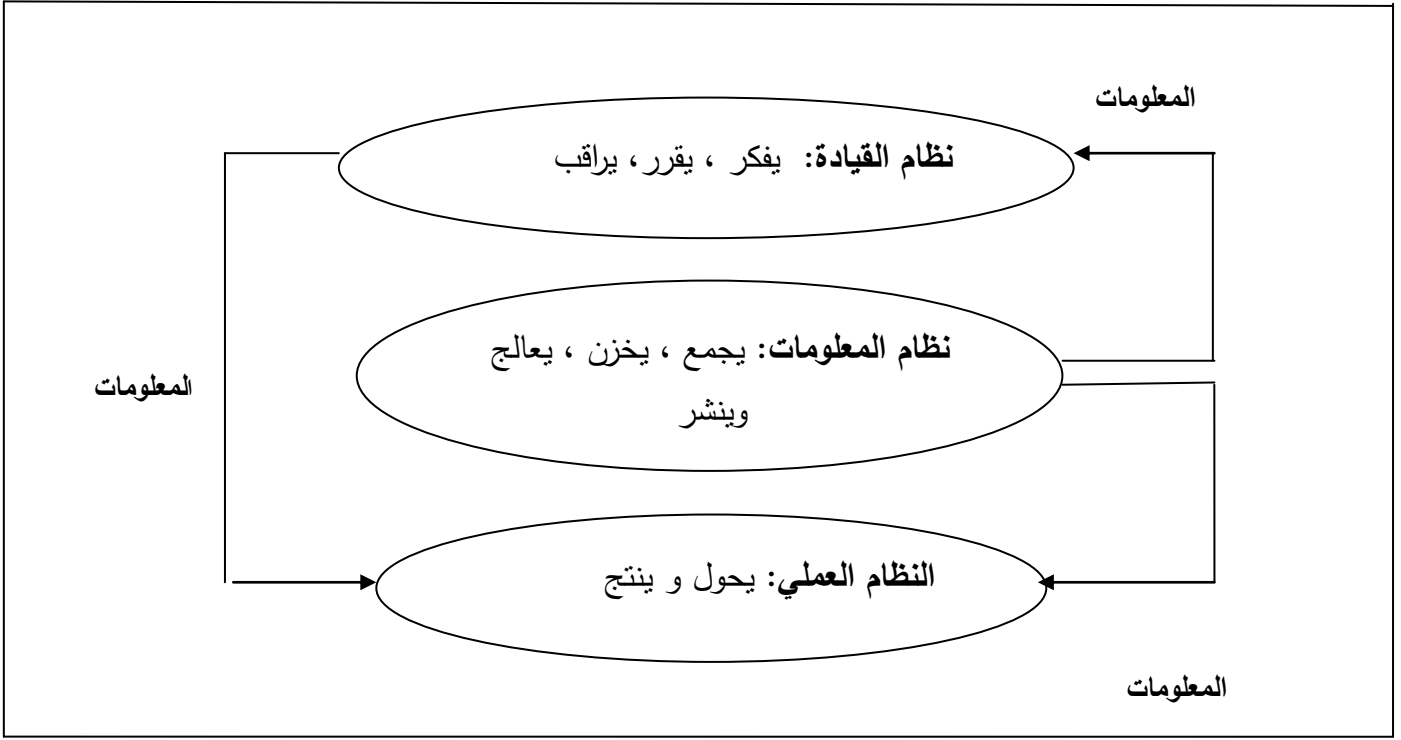 المعلومات
نظام القيادة: يفكر ، يقرر، يراقب
نظام المعلومات: يجمع ، يخزن ، يعالج
وينشر
المعلومات
النظام العملي: يحول و ينتج
المعلومات